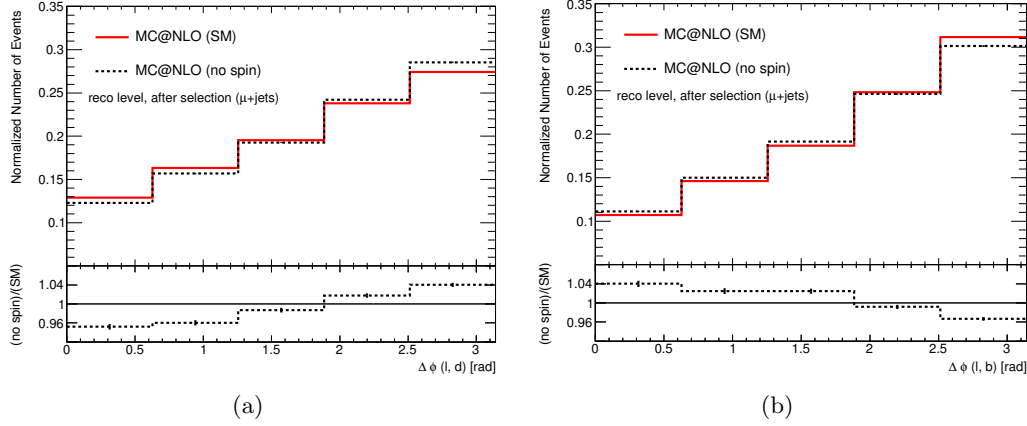 Normalized Number of Events
0.35
0.3
0.25
0.2
0.15
0.1
MC@NLO (SM)
MC@NLO (no spin)
reco level, after selection (μ+jets)
(no spin)/(SM)
1.04
1
0.96
0 0.5 1 1.5 2 2.5 3
Δ ϕ (l, d) [rad]
(a)
Normalized Number of Events
0.35
0.3
0.25
0.2
0.15
0.1
MC@NLO (SM)
MC@NLO (no spin)
reco level, after selection (μ+jets)
(no spin)/(SM)
1.04
1
0.96
0 0.5 1 1.5 2 2.5 3
Δ ϕ (l, b) [rad]
(b)